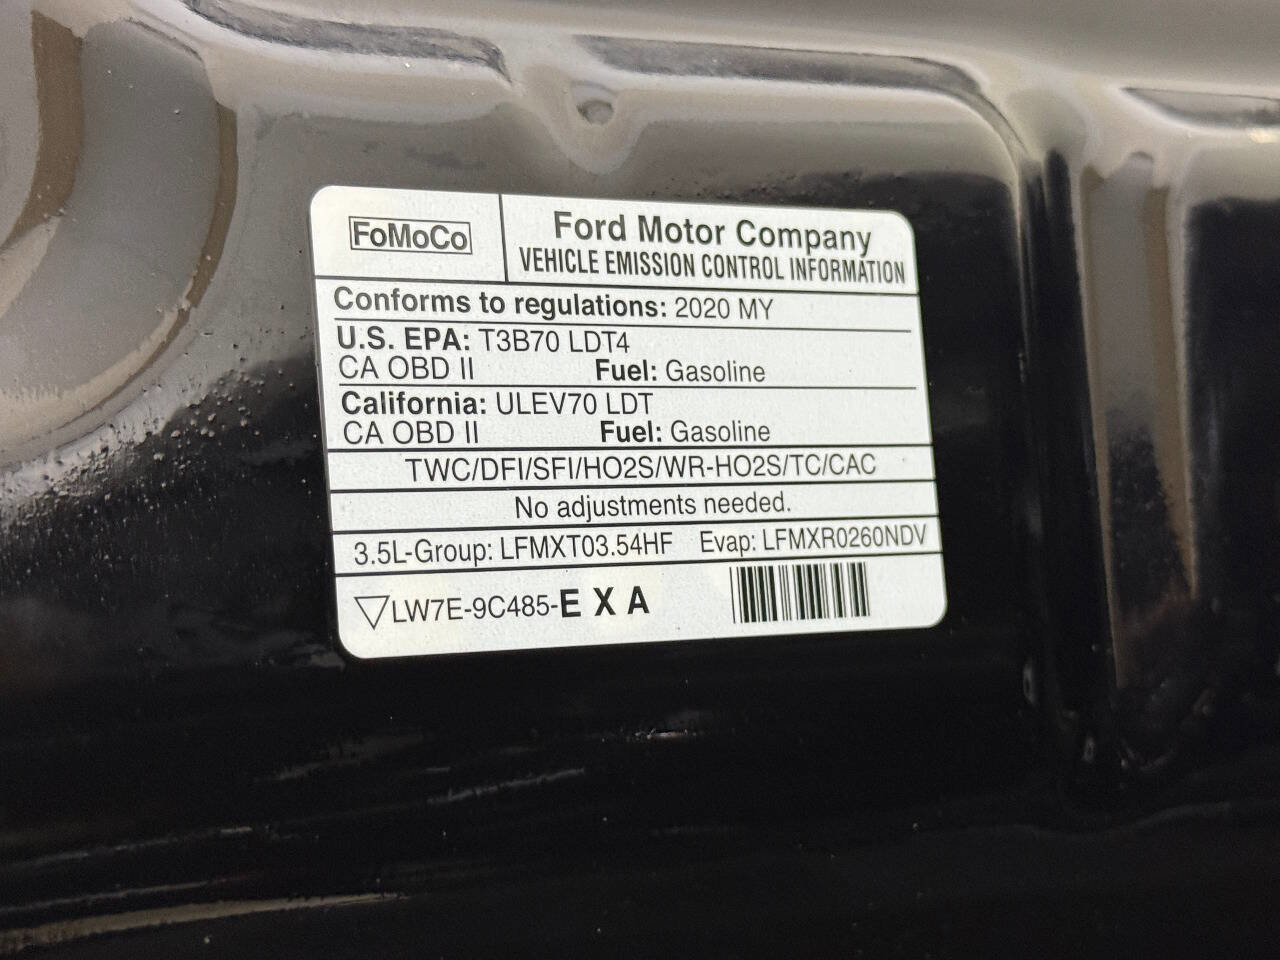 FoMoCo
Ford Motor Company
VEHICLE EMISSION CONTROL INFORMATION
Conforms to regulations: 2020 MY
U.S. EPA: T3B70 LDT4
CA OBD II Fuel: Gasoline
California: ULEV70 LDT
CA OBD II Fuel: Gasoline
TWC/DFI/SFI/HO2S/WR-HO2S/TC/CAC
No adjustments needed.
3.5L-Group: LFMXT03.54HF Evap: LFMXR0260NDV
▽LW7E-9C485-E X A